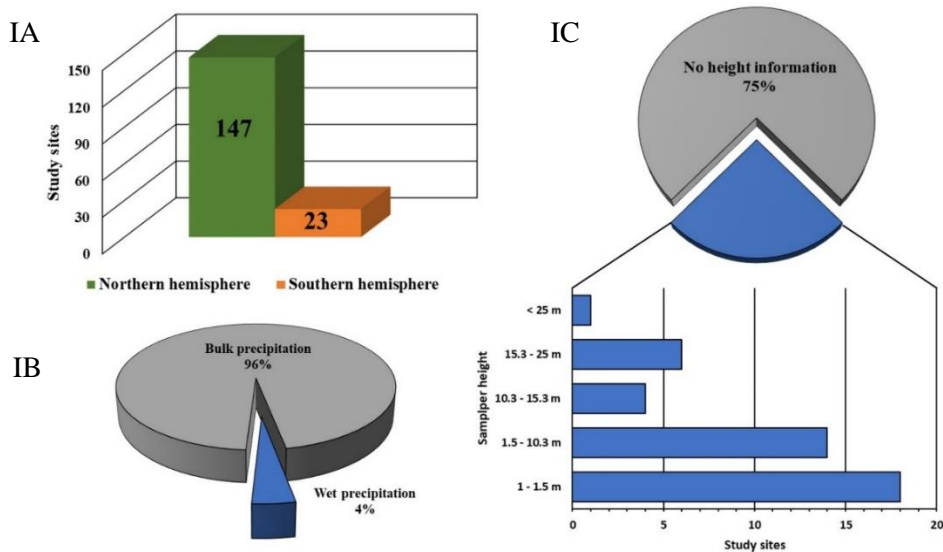 IA
150
120
90
60
30
0
Study sites
147
23
Northern hemisphere
Southern hemisphere
IB
Bulk precipitation
96%
Wet precipitation
4%
IC
No height information
75%
Samplper height
< 25 m
15.3 - 25 m
10.3 - 15.3 m
1.5 - 10.3 m
1 - 1.5 m
0
5
10
15
20
Study sites